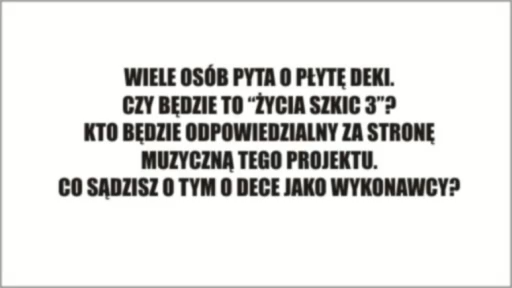 WIELE OSÓB PYTA O PŁYTĘ DEKI.
CZY BĘDZIE TO "ŻYCIA SZKIC 3"?
KTO BĘDZIE ODPOWIEDZIALNY ZA STRONĘ
MUZYCZNĄ TEGO PROJEKTU.
CO SĄDZISZ O TYM O DECE JAKO WYKONAWCY?